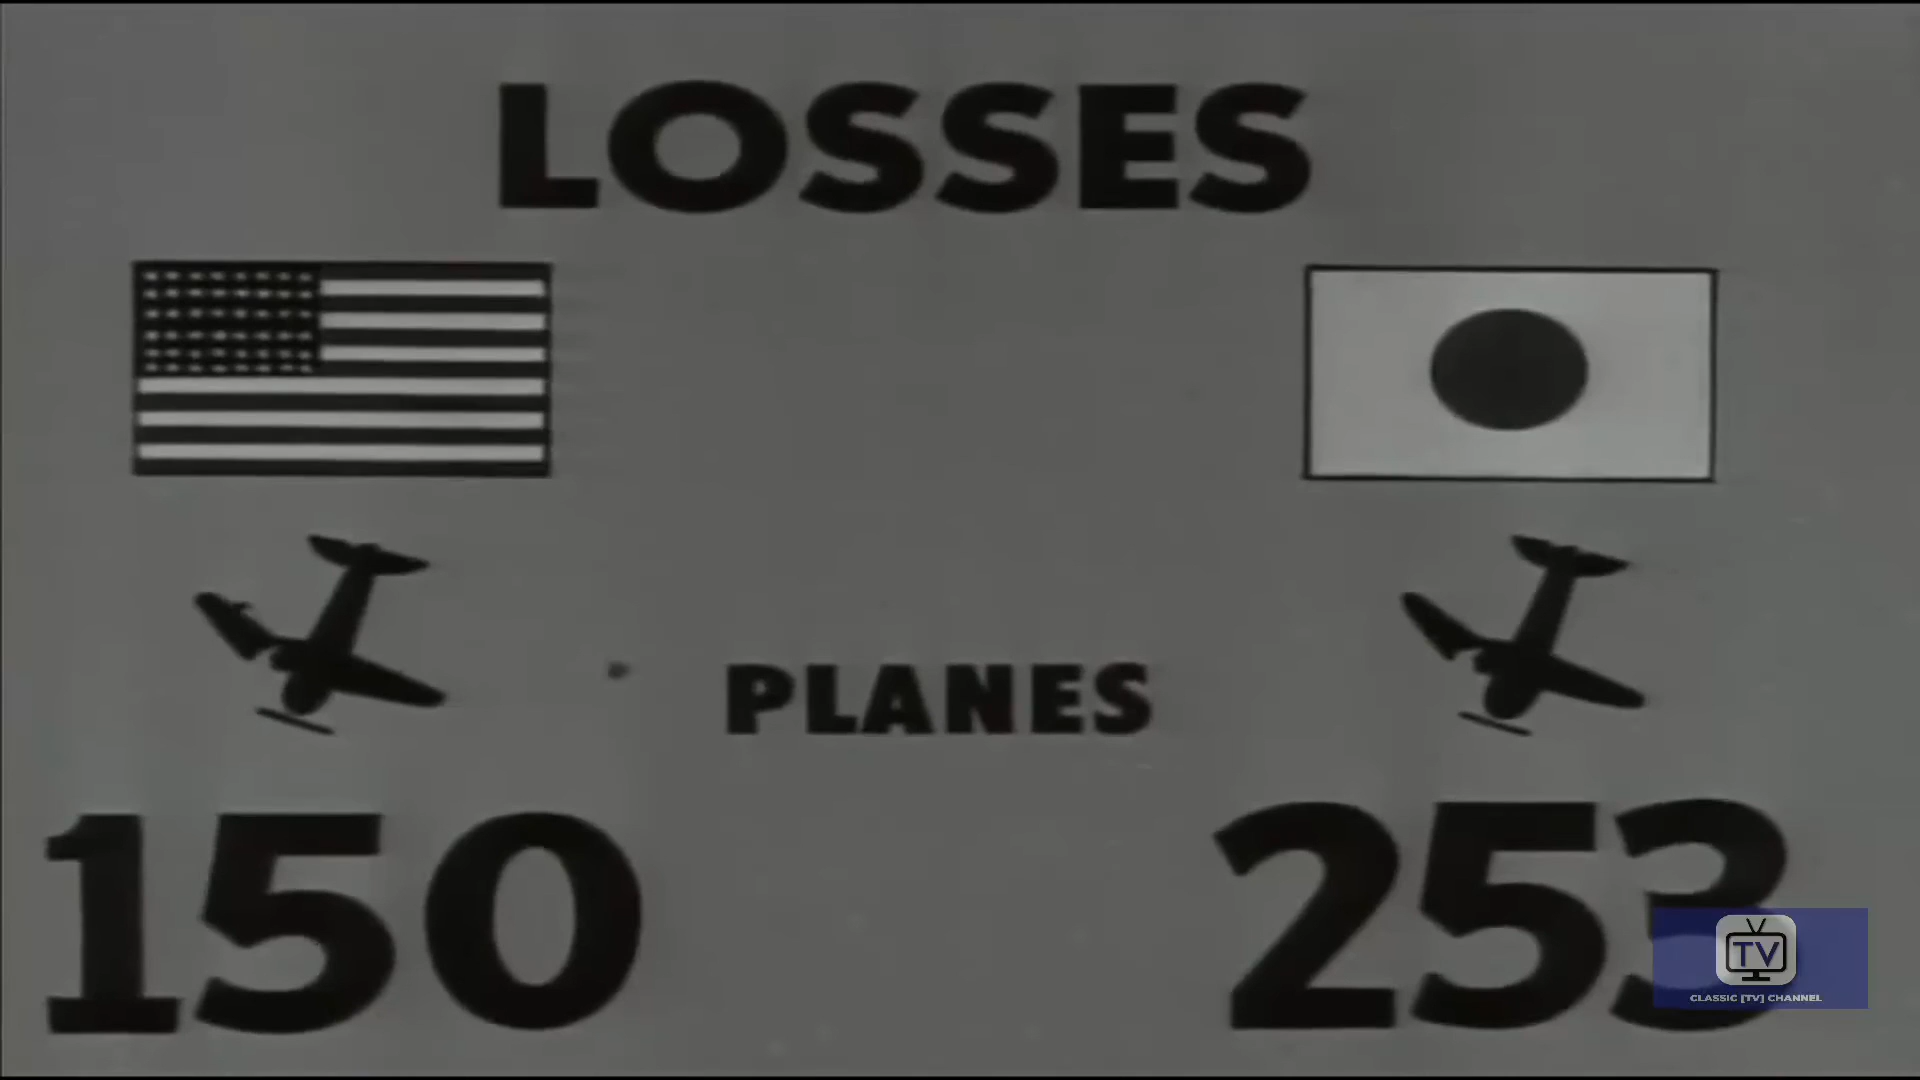 LOSSES
PLANES
150
253
TV
CLASSIC [TV] CHANNEL